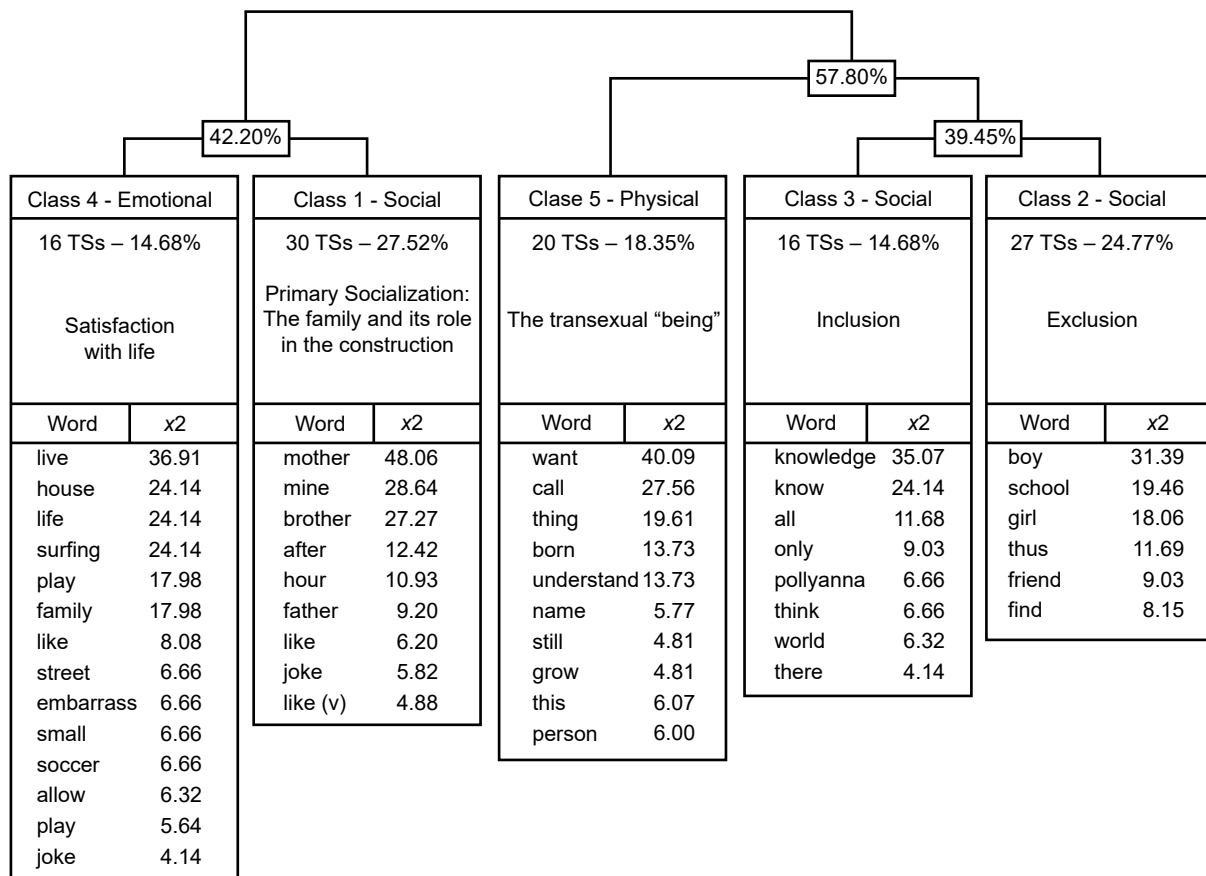 57.80%
42.20%
39.45%
Class 4 - Emotional
16 TSs – 14.68%
Satisfaction
with life
Word x2
live 36.91
house 24.14
life 24.14
surfing 24.14
play 17.98
family 17.98
like 8.08
street 6.66
embarrass 6.66
small 6.66
soccer 6.66
allow 6.32
play 5.64
joke 4.14
Class 1 - Social
30 TSs – 27.52%
Primary Socialization:
The family and its role
in the construction
Word x2
mother 48.06
mine 28.64
brother 27.27
after 12.42
hour 10.93
father 9.20
like 6.20
joke 5.82
like (v) 4.88
Clase 5 - Physical
20 TSs – 18.35%
The transexual “being”
Word x2
want 40.09
call 27.56
thing 19.61
born 13.73
understand 13.73
name 5.77
still 4.81
grow 4.81
this 6.07
person 6.00
Class 3 - Social
16 TSs – 14.68%
Inclusion
Word x2
knowledge 35.07
know 24.14
all 11.68
only 9.03
pollyanna 6.66
think 6.66
world 6.32
there 4.14
Class 2 - Social
27 TSs – 24.77%
Exclusion
Word x2
boy 31.39
school 19.46
girl 18.06
thus 11.69
friend 9.03
find 8.15